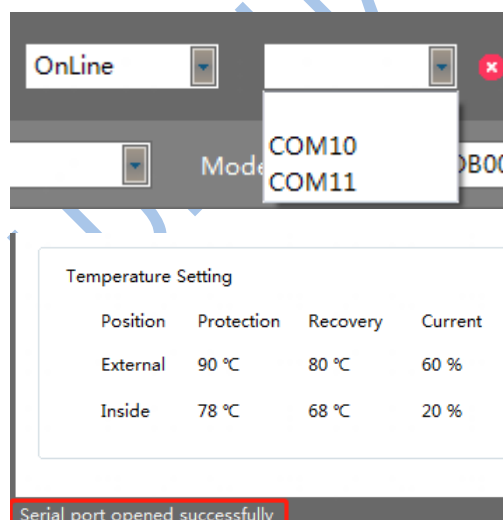 OnLine
COM10
Mode
DB00
COM11
Temperature Setting
Position Protection Recovery Current
External 90 ℃ 80 ℃ 60 %
Inside 78 ℃ 68 ℃ 20 %
Serial port opened successfully